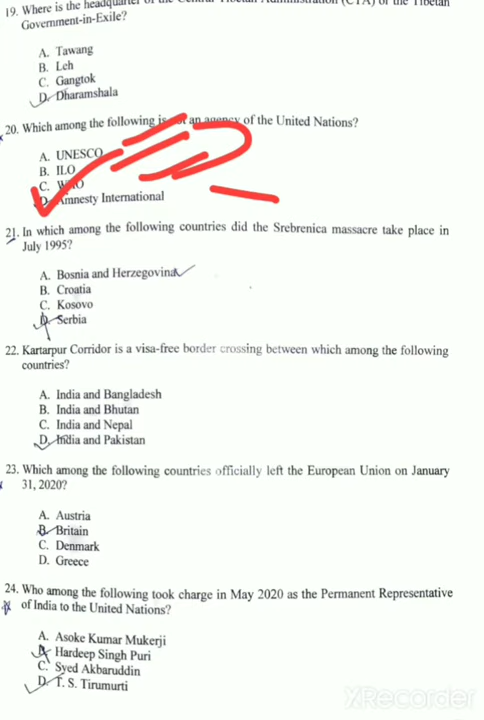 19. Where is the headquarter of the Central Tibetan Administration (CTA) of the Tibetan
Government-in-Exile?
A. Tawang
B. Leh
C. Gangtok
D. Dharamshala
20. Which among the following is not an agency of the United Nations?
A. UNESCO
B. ILO
C. WHO
D. Amnesty International
21. In which among the following countries did the Srebrenica massacre take place in
July 1995?
A. Bosnia and Herzegovina
B. Croatia
C. Kosovo
D. Serbia
22. Kartarpur Corridor is a visa-free border crossing between which among the following
countries?
A. India and Bangladesh
B. India and Bhutan
C. India and Nepal
D. India and Pakistan
23. Which among the following countries officially left the European Union on January
31, 2020?
A. Austria
B. Britain
C. Denmark
D. Greece
24. Who among the following took charge in May 2020 as the Permanent Representative
of India to the United Nations?
A. Asoke Kumar Mukerji
B. Hardeep Singh Puri
C. Syed Akbaruddin
D. T. S. Tirumurti
XRecorder